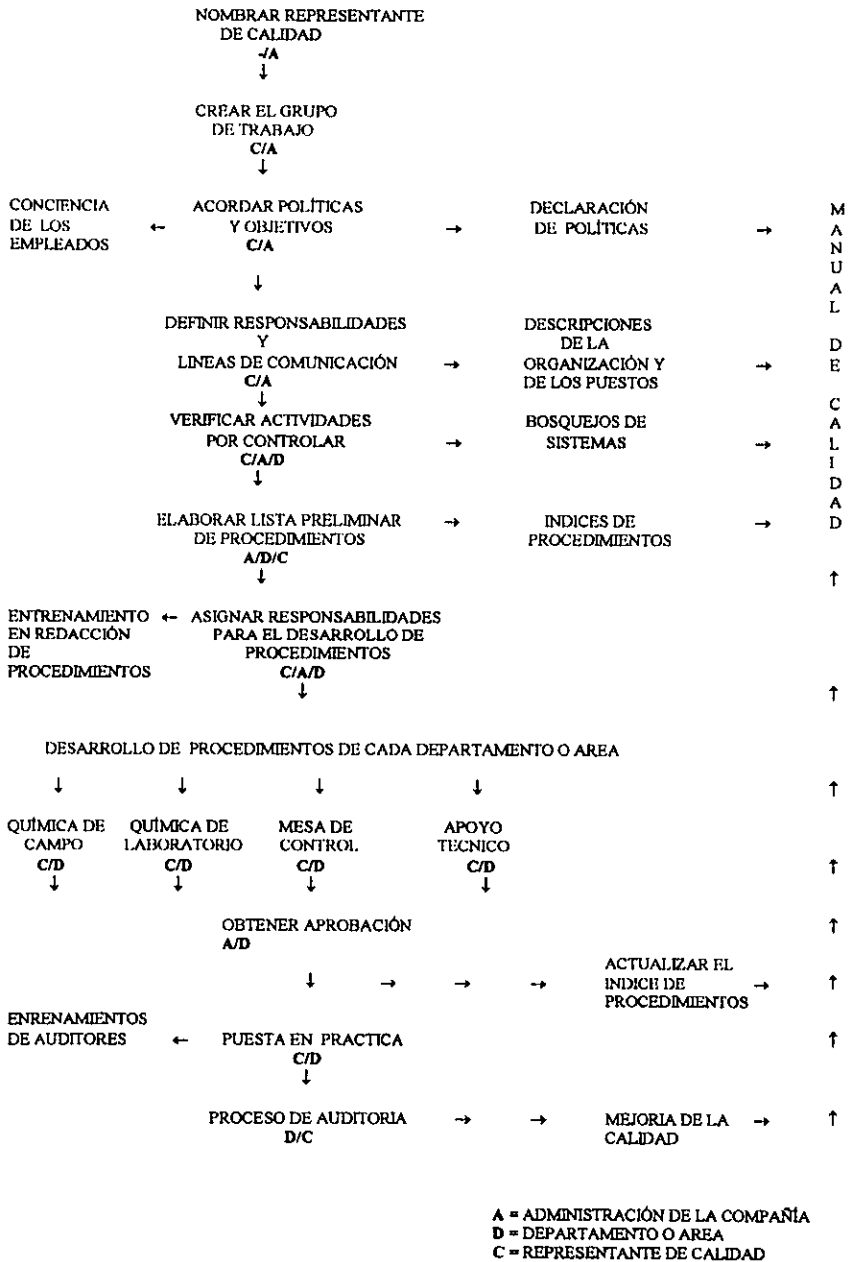 NOMBRAR REPRESENTANTE
DE CALIDAD
-/A
↓
CREAR EL GRUPO
DE TRABAJO
C/A
↓
CONCIENCIA ACORDAR POLÍTICAS DECLARACIÓN M
DE LOS ← Y OBJETIVOS → DE POLÍTICAS → A
EMPLEADOS C/A N
U
↓ A
L
DEFINIR RESPONSABILIDADES DESCRIPCIONES
Y DE LA D
LINEAS DE COMUNICACIÓN → ORGANIZACIÓN Y → E
C/A DE LOS PUESTOS
↓ C
VERIFICAR ACTIVIDADES BOSQUEJOS DE A
POR CONTROLAR → SISTEMAS → L
C/A/D I
↓ D
A
ELABORAR LISTA PRELIMINAR → INDICES DE → D
DE PROCEDIMIENTOS PROCEDIMIENTOS
A/D/C
↓ ↑
ENTRENAMIENTO ← ASIGNAR RESPONSABILIDADES
EN REDACCIÓN PARA EL DESARROLLO DE
DE PROCEDIMIENTOS
PROCEDIMIENTOS C/A/D
↓ ↑
DESARROLLO DE PROCEDIMIENTOS DE CADA DEPARTAMENTO O AREA
↓ ↓ ↓ ↓ ↑
QUÍMICA DE QUÍMICA DE MESA DE APOYO
CAMPO LABORATORIO CONTROL TECNICO
C/D C/D C/D C/D ↑
↓ ↓ ↓ ↓
OBTENER APROBACIÓN ↑
A/D
ACTUALIZAR EL
↓ → → → INDICE DE → ↑
PROCEDIMIENTOS
ENRENAMIENTOS
DE AUDITORES ← PUESTA EN PRACTICA ↑
C/D
↓
PROCESO DE AUDITORIA → → MEJORIA DE LA → ↑
D/C CALIDAD
A = ADMINISTRACIÓN DE LA COMPAÑÍA
D = DEPARTAMENTO O AREA
C = REPRESENTANTE DE CALIDAD